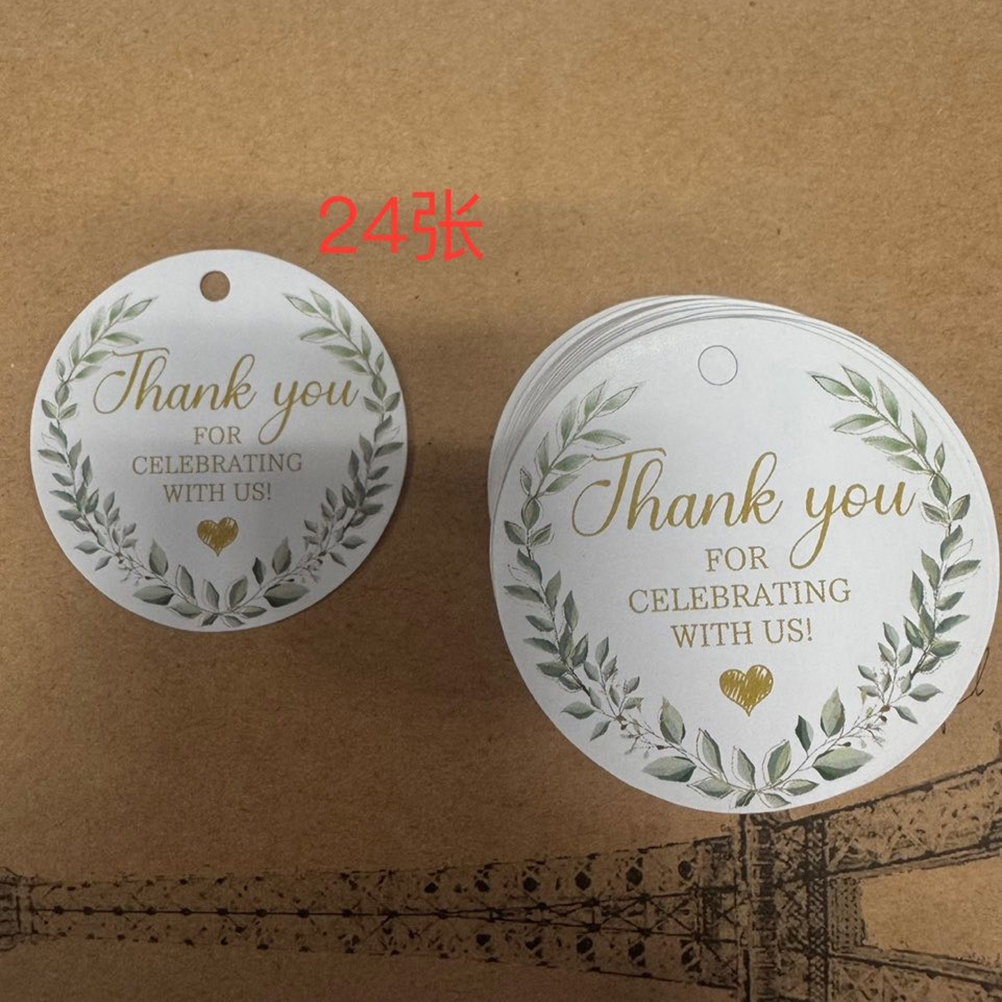 24张
Thank you
FOR
CELEBRATING
WITH US!
Thank you
FOR
CELEBRATING
WITH US!